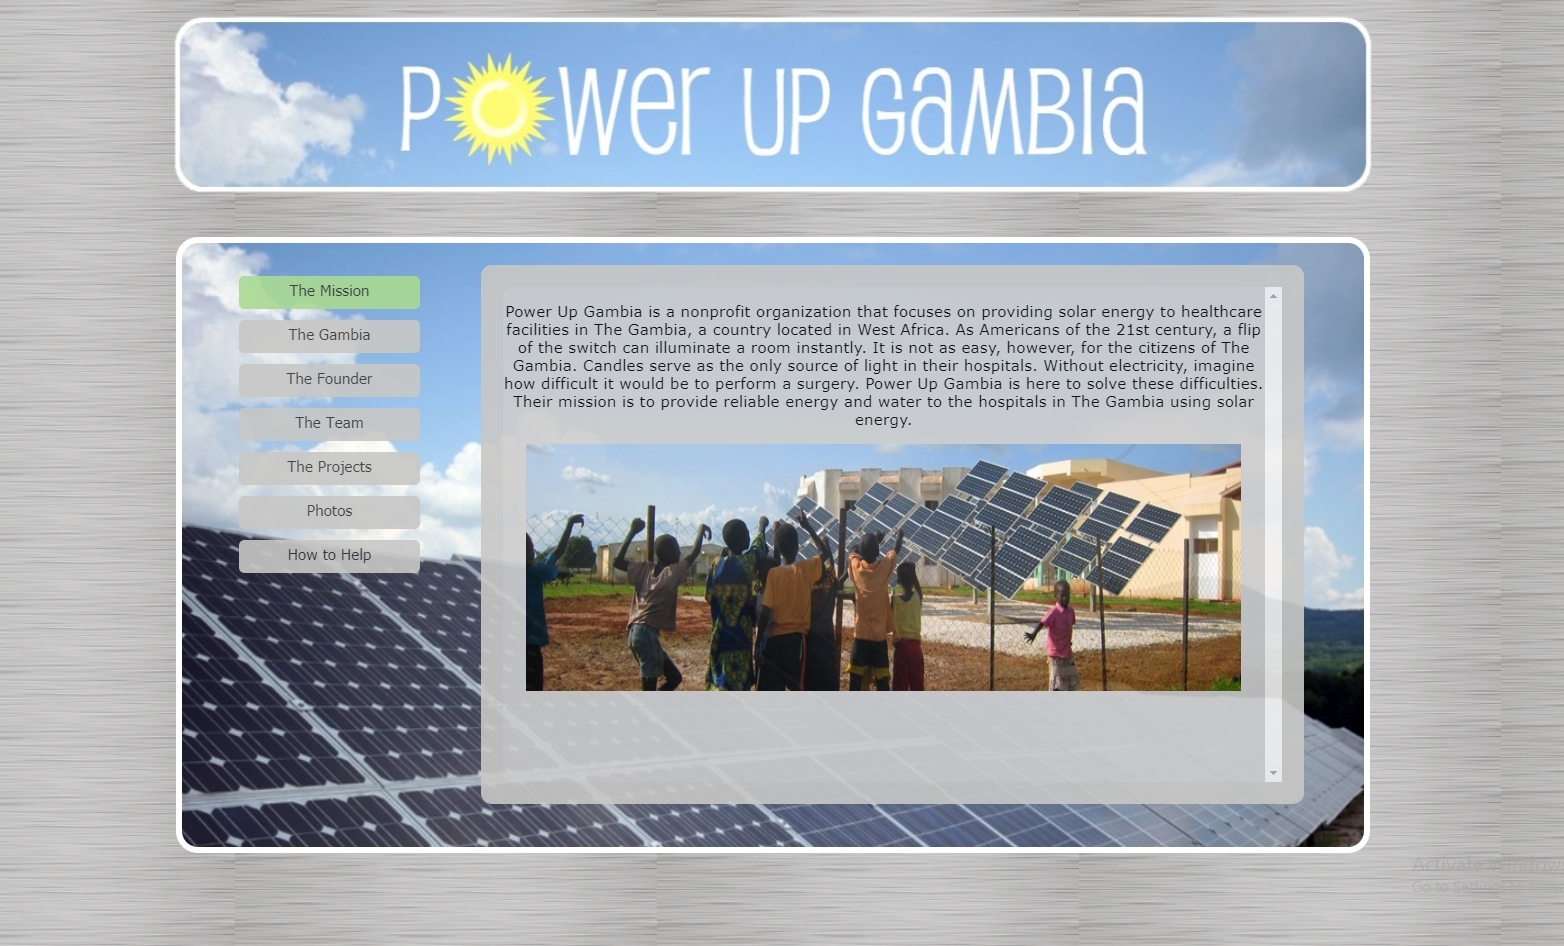 Power Up Gambia
The Mission
The Gambia
The Founder
The Team
The Projects
Photos
How to Help
Power Up Gambia is a nonprofit organization that focuses on providing solar energy to healthcare
facilities in The Gambia, a country located in West Africa. As Americans of the 21st century, a flip
of the switch can illuminate a room instantly. It is not as easy, however, for the citizens of The
Gambia. Candles serve as the only source of light in their hospitals. Without electricity, imagine
how difficult it would be to perform a surgery. Power Up Gambia is here to solve these difficulties.
Their mission is to provide reliable energy and water to the hospitals in The Gambia using solar
energy.
Activate Window
Go to Settings to